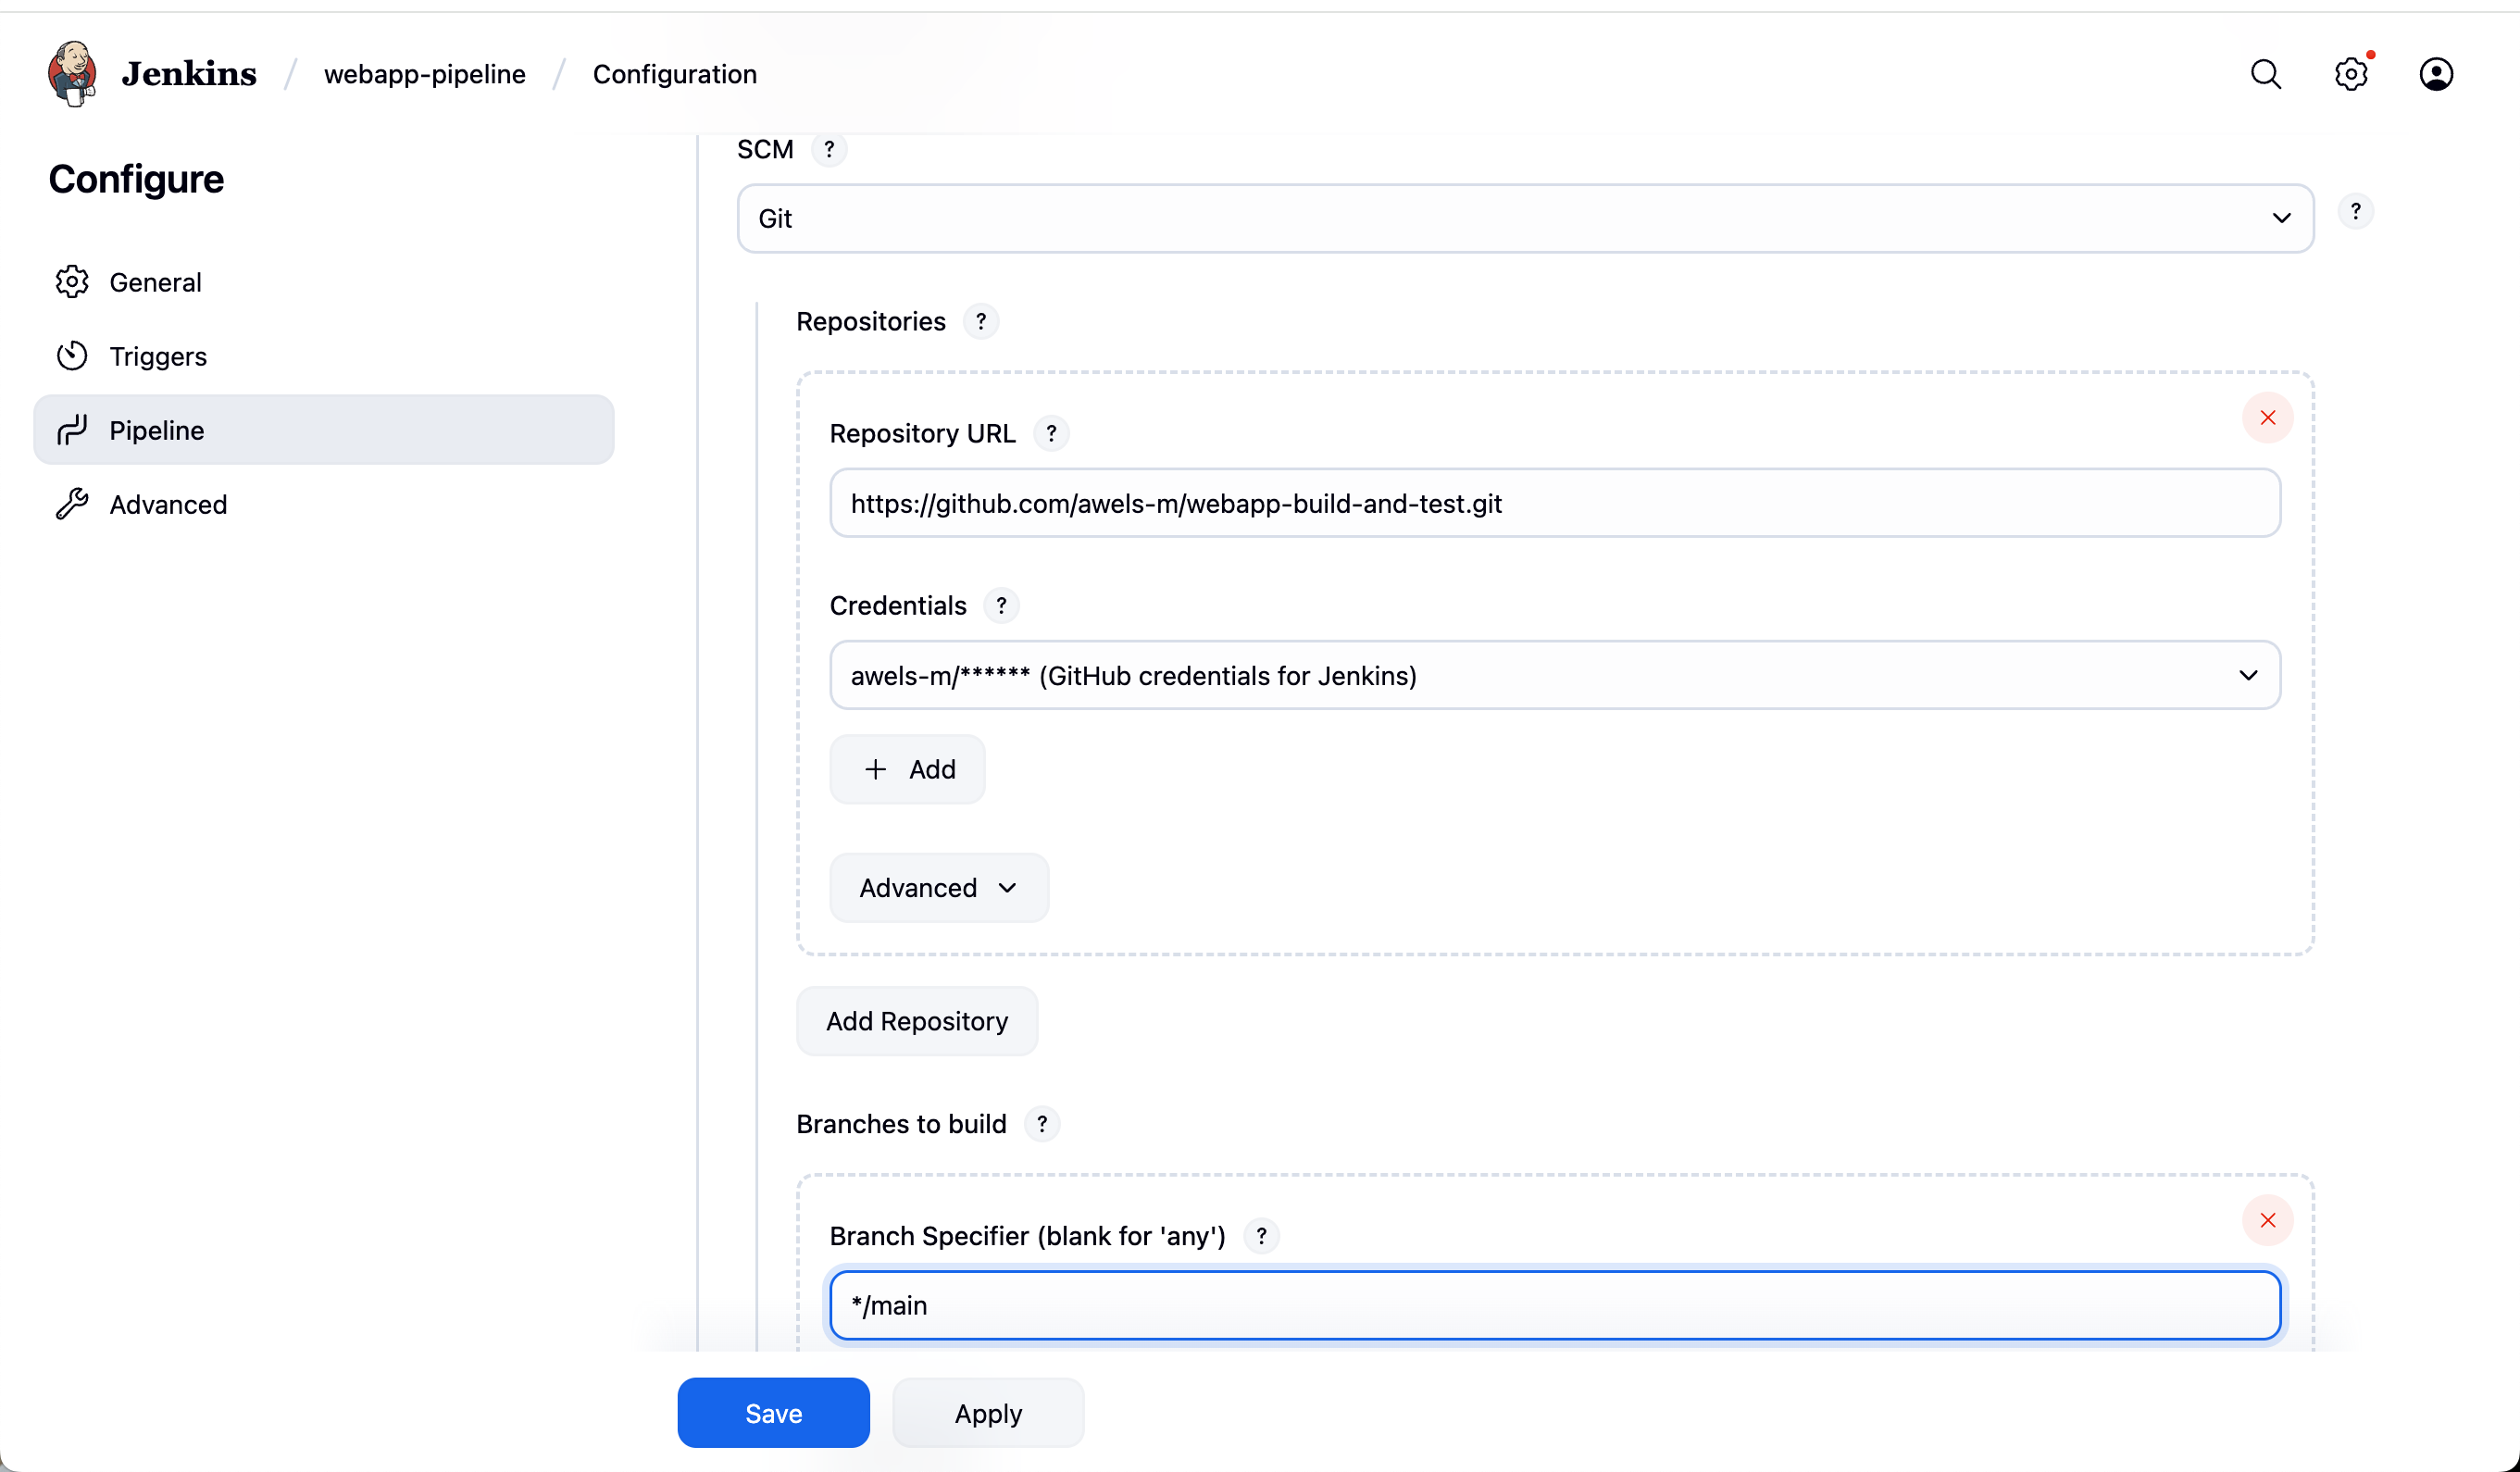 Jenkins / webapp-pipeline / Configuration
Configure
General
Triggers
Pipeline
Advanced
SCM ?
Git
?
Repositories ?
Repository URL ?
https://github.com/awels-m/webapp-build-and-test.git
Credentials ?
awels-m/****** (GitHub credentials for Jenkins)
+ Add
Advanced
Add Repository
Branches to build ?
Branch Specifier (blank for 'any') ?
*/main
Save Apply